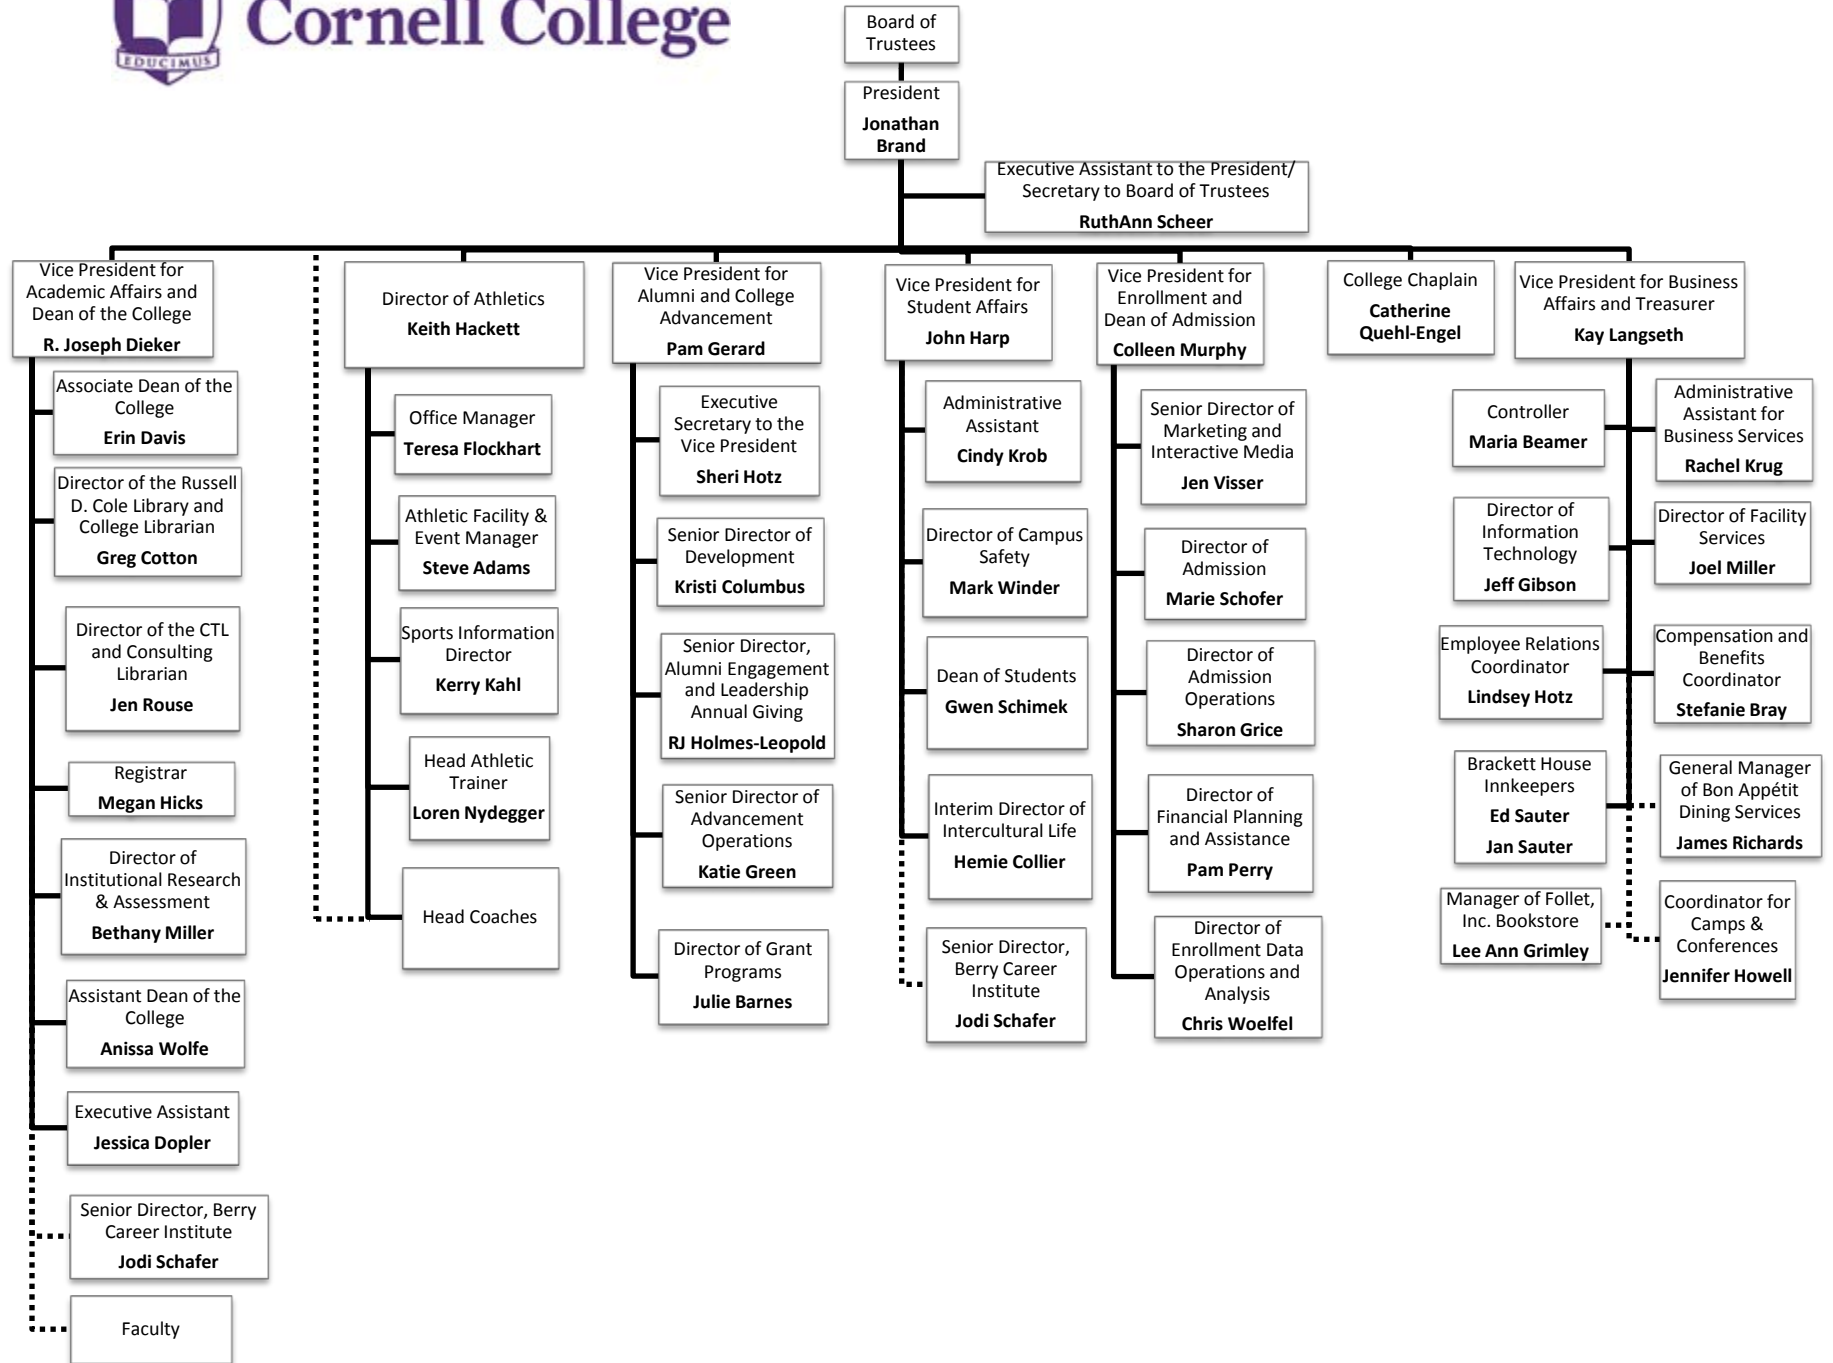 Cornell College
EDUCIMUS
Board of
Trustees
President
Jonathan
Brand
Executive Assistant to the President/
Secretary to Board of Trustees
RuthAnn Scheer
Vice President for
Academic Affairs and
Dean of the College
R. Joseph Dieker
Associate Dean of the
College
Erin Davis
Director of the Russell
D. Cole Library and
College Librarian
Greg Cotton
Director of the CTL
and Consulting
Librarian
Jen Rouse
Registrar
Megan Hicks
Director of
Institutional Research
& Assessment
Bethany Miller
Assistant Dean of the
College
Anissa Wolfe
Executive Assistant
Jessica Dopler
Senior Director, Berry
Career Institute
Jodi Schafer
Faculty
Director of Athletics
Keith Hackett
Office Manager
Teresa Flockhart
Athletic Facility &
Event Manager
Steve Adams
Sports Information
Director
Kerry Kahl
Head Athletic
Trainer
Loren Nydegger
Head Coaches
Vice President for
Alumni and College
Advancement
Pam Gerard
Executive
Secretary to the
Vice President
Sheri Hotz
Senior Director of
Development
Kristi Columbus
Senior Director,
Alumni Engagement
and Leadership
Annual Giving
RJ Holmes-Leopold
Senior Director of
Advancement
Operations
Katie Green
Director of Grant
Programs
Julie Barnes
Vice President for
Student Affairs
John Harp
Administrative
Assistant
Cindy Krob
Director of Campus
Safety
Mark Winder
Dean of Students
Gwen Schimek
Interim Director of
Intercultural Life
Hemie Collier
Senior Director,
Berry Career
Institute
Jodi Schafer
Vice President for
Enrollment and
Dean of Admission
Colleen Murphy
Senior Director of
Marketing and
Interactive Media
Jen Visser
Director of
Admission
Marie Schofer
Director of
Admission
Operations
Sharon Grice
Director of
Financial Planning
and Assistance
Pam Perry
Director of
Enrollment Data
Operations and
Analysis
Chris Woelfel
College Chaplain
Catherine
Quehl-Engel
Vice President for Business
Affairs and Treasurer
Kay Langseth
Controller
Maria Beamer
Administrative
Assistant for
Business Services
Rachel Krug
Director of
Information
Technology
Jeff Gibson
Director of Facility
Services
Joel Miller
Employee Relations
Coordinator
Lindsey Hotz
Compensation and
Benefits
Coordinator
Stefanie Bray
Brackett House
Innkeepers
Ed Sauter
Jan Sauter
General Manager
of Bon Appétit
Dining Services
James Richards
Manager of Follet,
Inc. Bookstore
Lee Ann Grimley
Coordinator for
Camps &
Conferences
Jennifer Howell